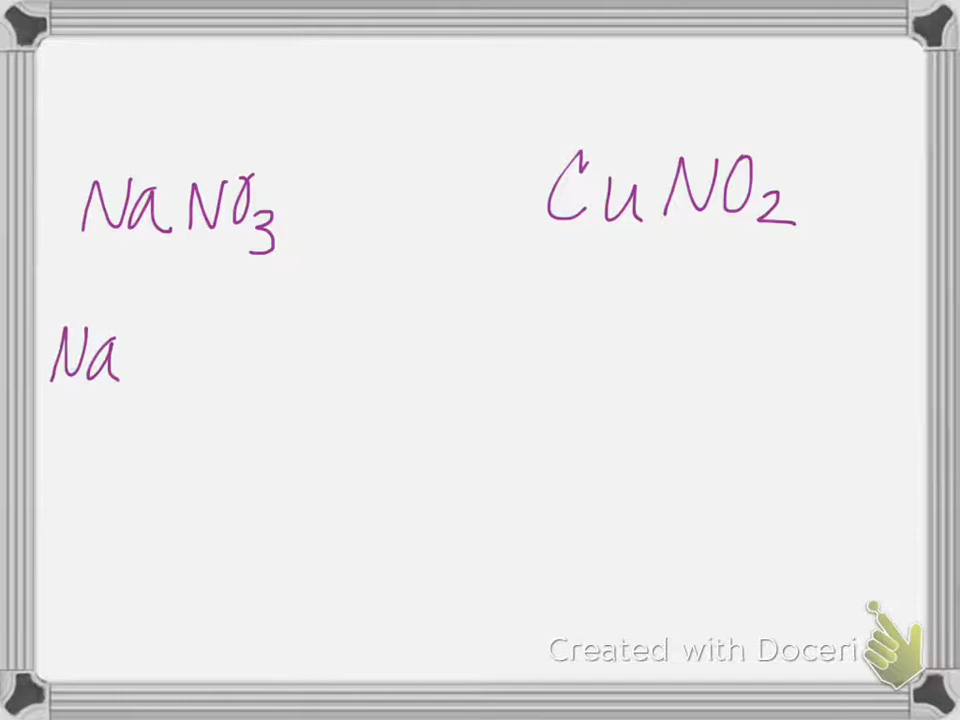 NaNO₃
CuNO₂
Na
Created with Doceri